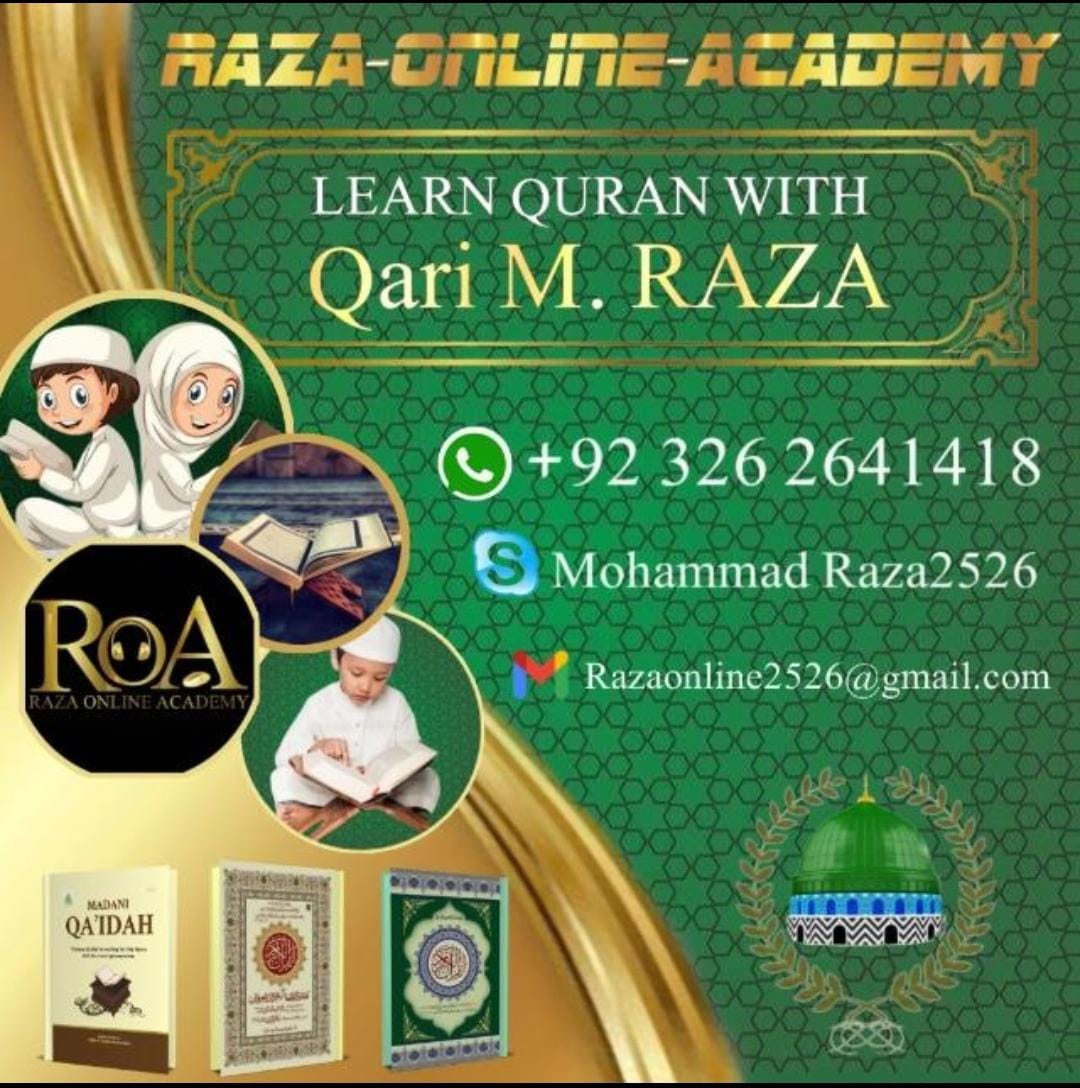 RAZA-ONLINE-ACADEMY
LEARN QURAN WITH
Qari M. RAZA
+92 326 2641418
Mohammad Raza2526
Razaonline2526@gmail.com
ROA
RAZA ONLINE ACADEMY
MADANI
QA'IDAH